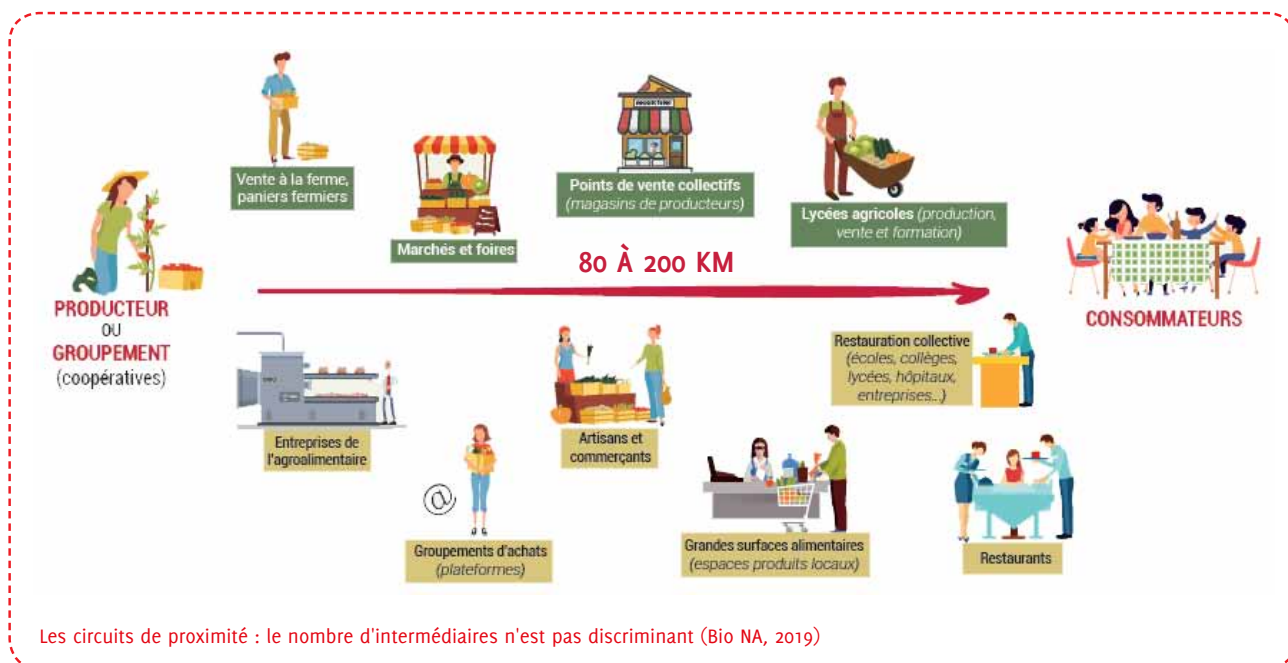 PRODUCTEUR
OU
GROUPEMENT
(coopératives)
Vente à la ferme,
paniers fermiers
Marchés et foires
Points de vente collectifs
(magasins de producteurs)
Lycées agricoles (production,
vente et formation)
80 À 200 KM
CONSOMMATEURS
Entreprises de
l'agroalimentaire
@
Groupements d'achats
(plateformes)
Artisans et
commerçants
Grandes surfaces alimentaires
(espaces produits locaux)
Restauration collective
(écoles, collèges,
lycées, hôpitaux,
entreprises...)
Restaurants
Les circuits de proximité : le nombre d'intermédiaires n'est pas discriminant (Bio NA, 2019)